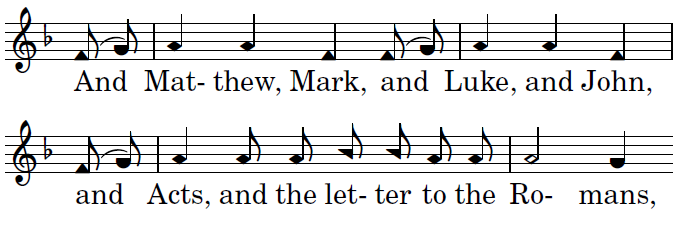 And Mat- thew, Mark, and Luke, and John,
and Acts, and the let- ter to the Ro- mans,